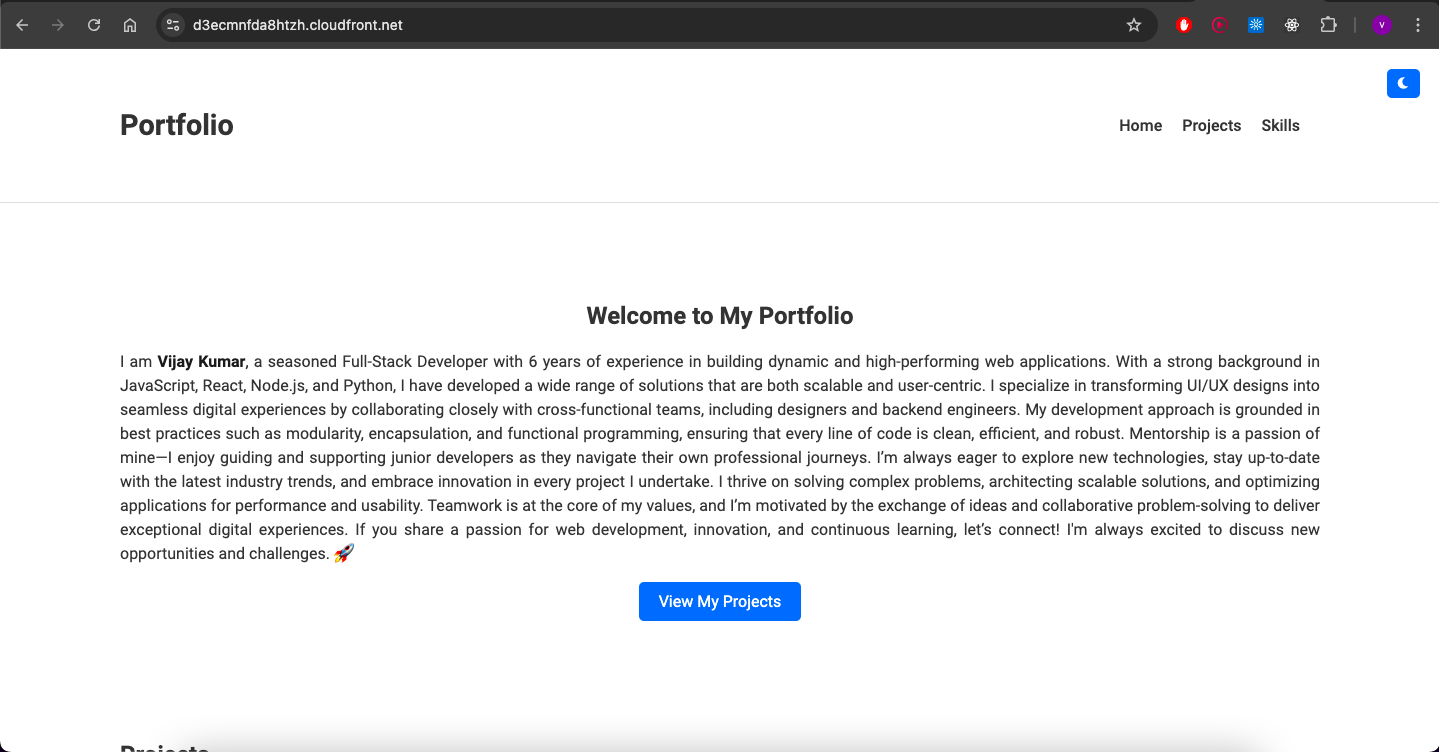 d3ecmnfda8htzh.cloudfront.net
V
Portfolio
Home Projects Skills
Welcome to My Portfolio
I am Vijay Kumar, a seasoned Full-Stack Developer with 6 years of experience in building dynamic and high-performing web applications. With a strong background in
JavaScript, React, Node.js, and Python, I have developed a wide range of solutions that are both scalable and user-centric. I specialize in transforming UI/UX designs into
seamless digital experiences by collaborating closely with cross-functional teams, including designers and backend engineers. My development approach is grounded in
best practices such as modularity, encapsulation, and functional programming, ensuring that every line of code is clean, efficient, and robust. Mentorship is a passion of
mine—I enjoy guiding and supporting junior developers as they navigate their own professional journeys. I’m always eager to explore new technologies, stay up-to-date
with the latest industry trends, and embrace innovation in every project I undertake. I thrive on solving complex problems, architecting scalable solutions, and optimizing
applications for performance and usability. Teamwork is at the core of my values, and I’m motivated by the exchange of ideas and collaborative problem-solving to deliver
exceptional digital experiences. If you share a passion for web development, innovation, and continuous learning, let’s connect! I'm always excited to discuss new
opportunities and challenges. 🚀
View My Projects
Projects